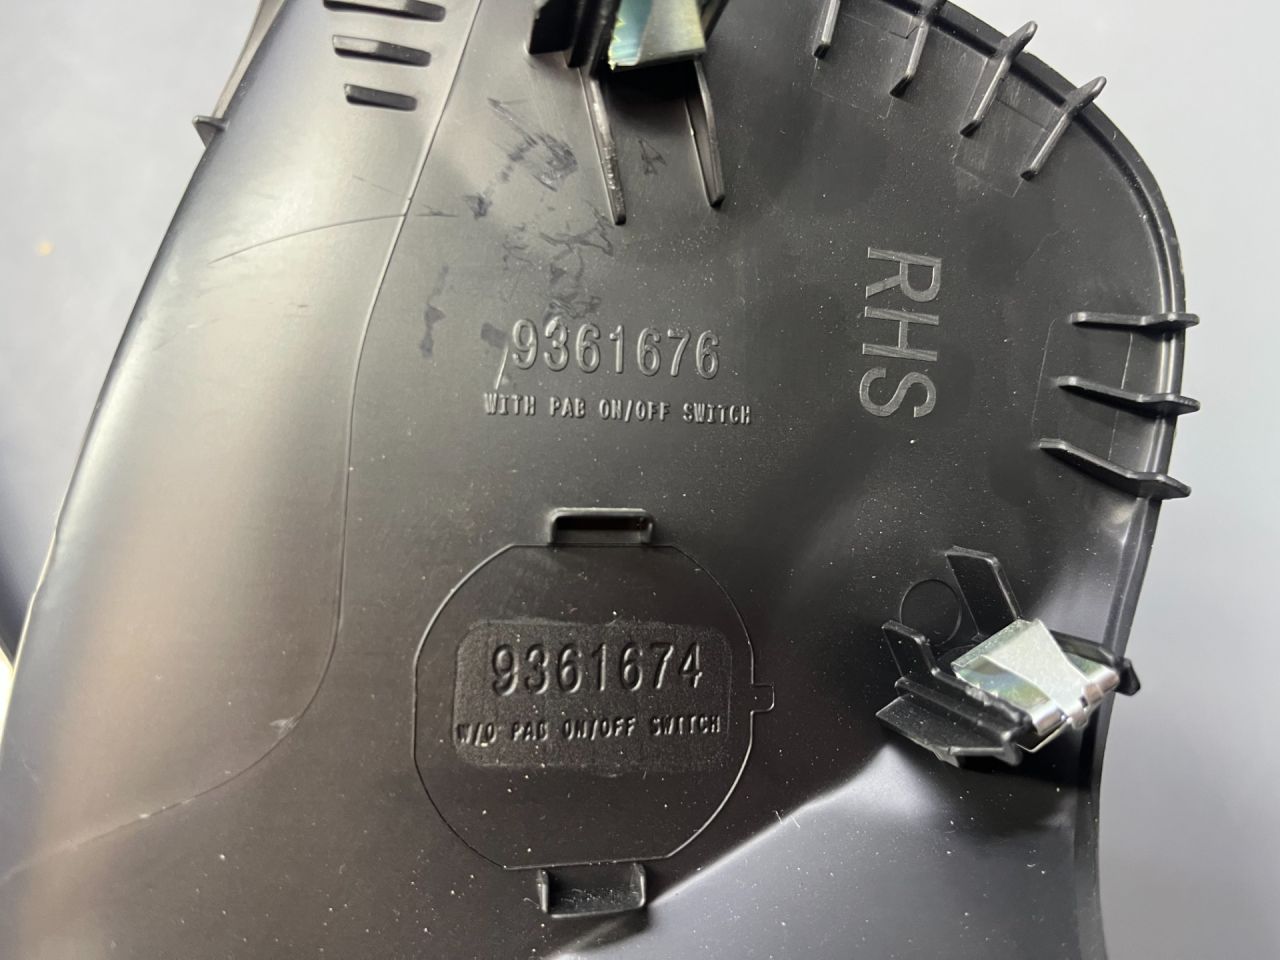 9361676
WITH PAB ON/OFF SWITCH
RHS
9361674
W/O PAB ON/OFF SWITCH